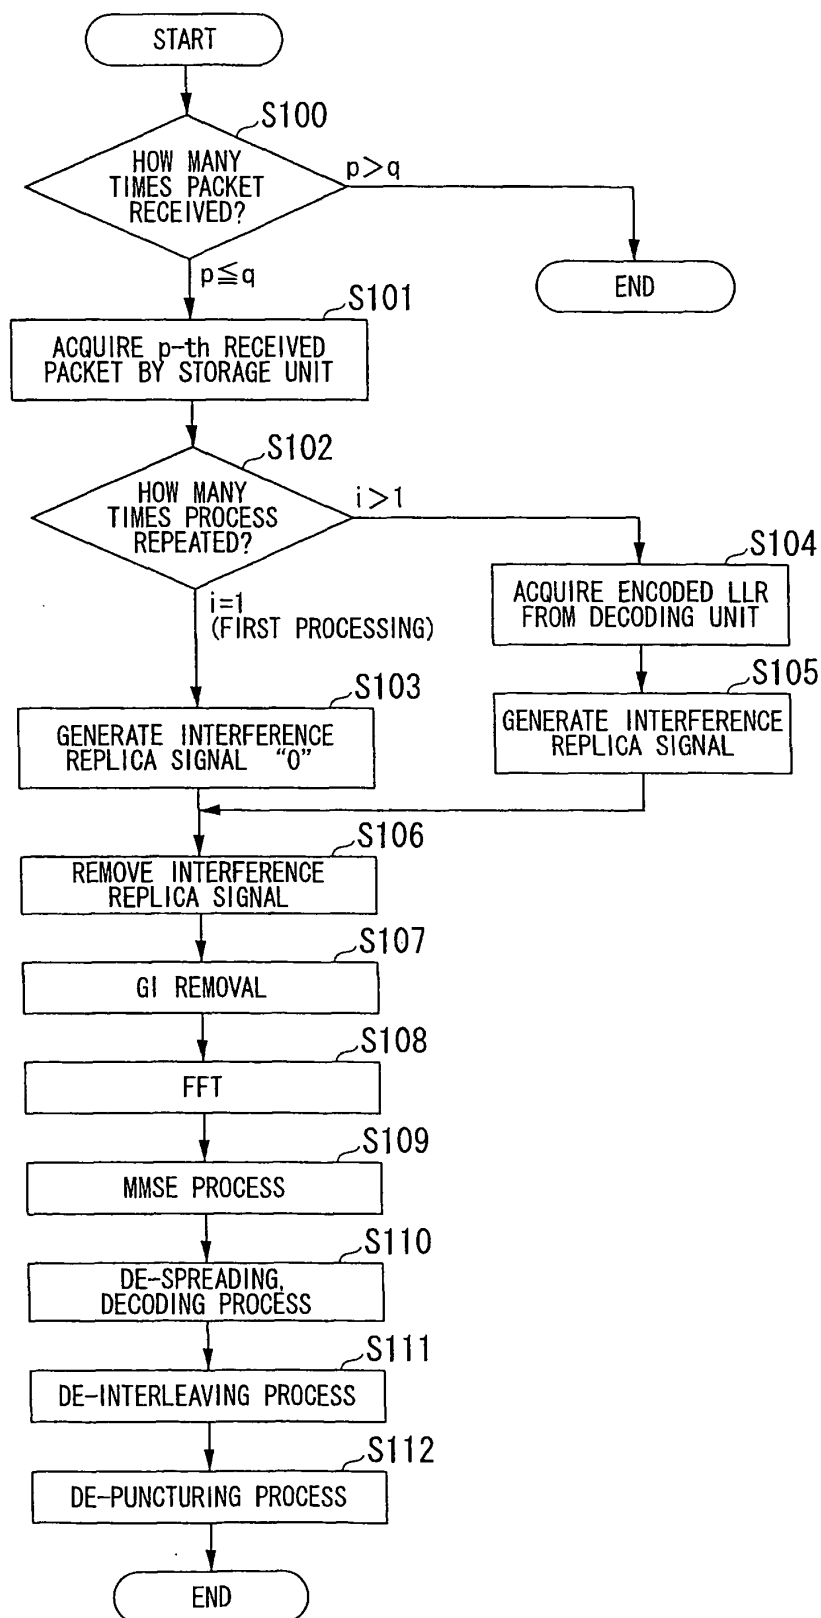 START
S100
HOW MANY
TIMES PACKET
RECEIVED?
p>q
p≦q
END
S101
ACQUIRE p-th RECEIVED
PACKET BY STORAGE UNIT
S102
HOW MANY
TIMES PROCESS
REPEATED?
i>1
i=1
(FIRST PROCESSING)
S104
ACQUIRE ENCODED LLR
FROM DECODING UNIT
S103
GENERATE INTERFERENCE
REPLICA SIGNAL “0”
S105
GENERATE INTERFERENCE
REPLICA SIGNAL
S106
REMOVE INTERFERENCE
REPLICA SIGNAL
S107
GI REMOVAL
S108
FFT
S109
MMSE PROCESS
S110
DE-SPREADING,
DECODING PROCESS
S111
DE-INTERLEAVING PROCESS
S112
DE-PUNCTURING PROCESS
END